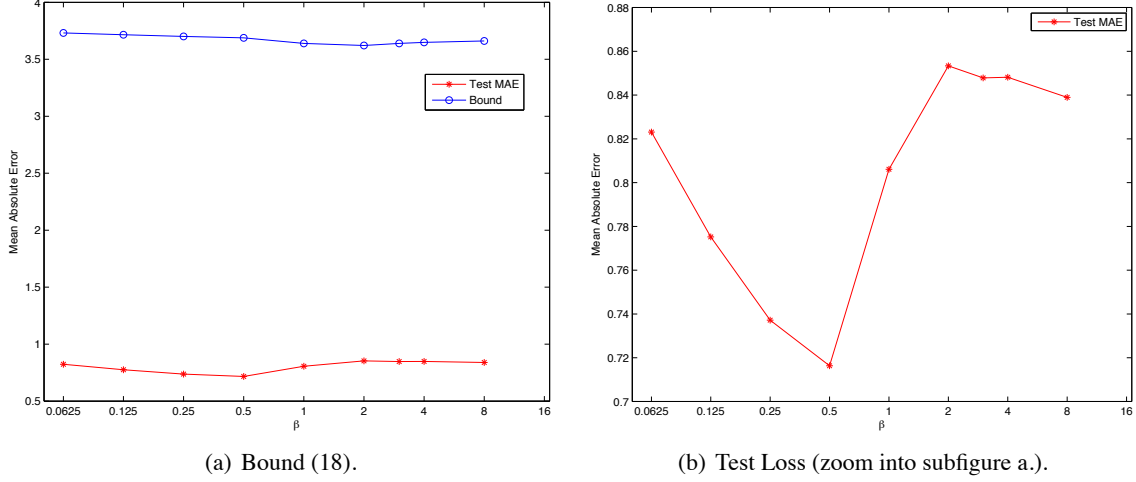 4
3.5
3
2.5
2
1.5
1
0.5
Mean Absolute Error
0.0625 0.125 0.25 0.5 1 2 4 8 16
β
Test MAE
Bound
(a) Bound (18).
0.88
0.86
0.84
0.82
0.8
0.78
0.76
0.74
0.72
0.7
Mean Absolute Error
0.0625 0.125 0.25 0.5 1 2 4 8 16
β
Test MAE
(b) Test Loss (zoom into subfigure a.).